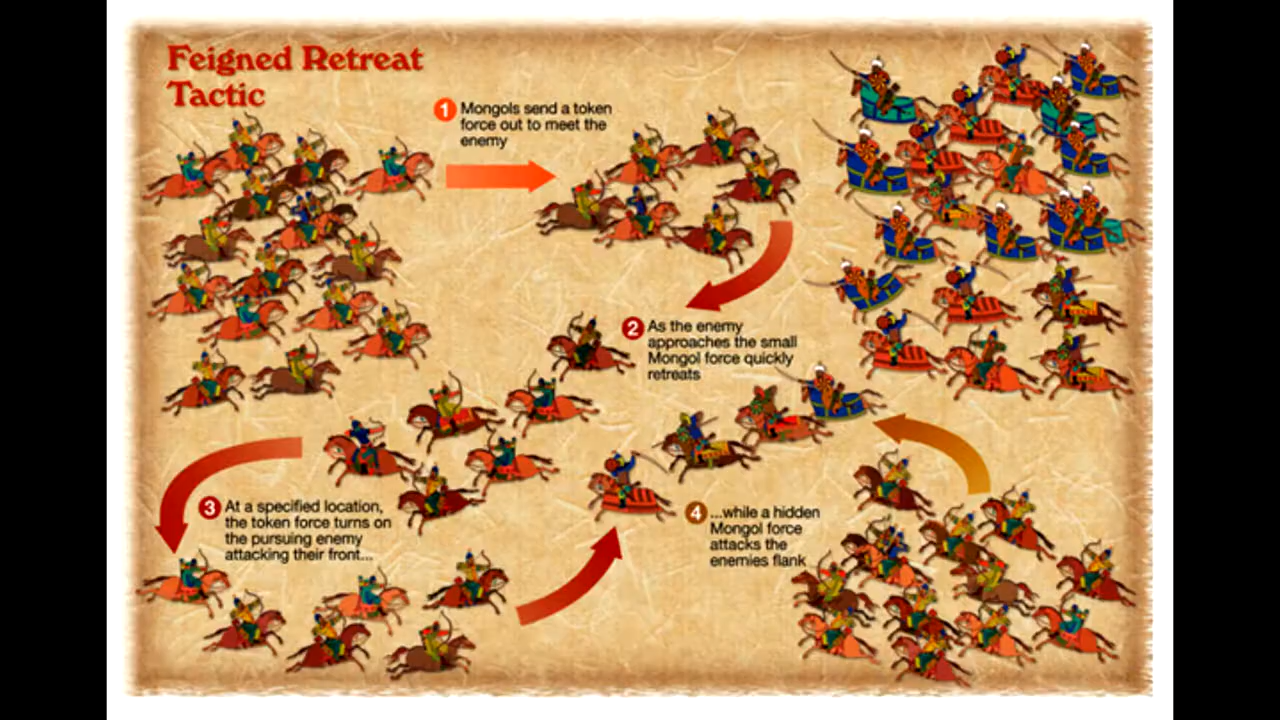 Feigned Retreat
Tactic
1 Mongols send a token
force out to meet the
enemy
2 As the enemy
approaches the small
Mongol force quickly
retreats
3 At a specified location,
the token force turns on
the pursuing enemy
attacking their front...
4 ...while a hidden
Mongol force
attacks the
enemies flank